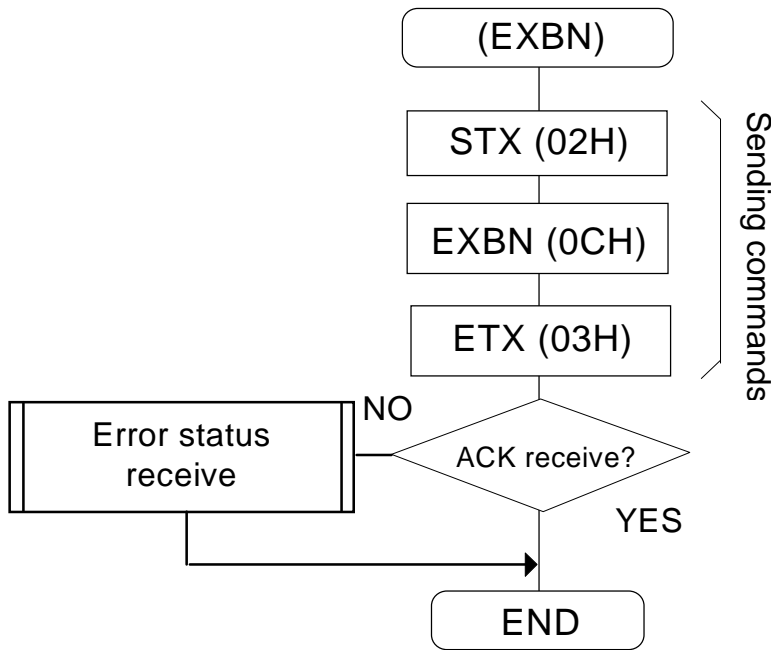 (EXBN)
STX (02H)
EXBN (0CH)
ETX (03H)
Sending commands
NO
Error status
receive
ACK receive?
YES
END